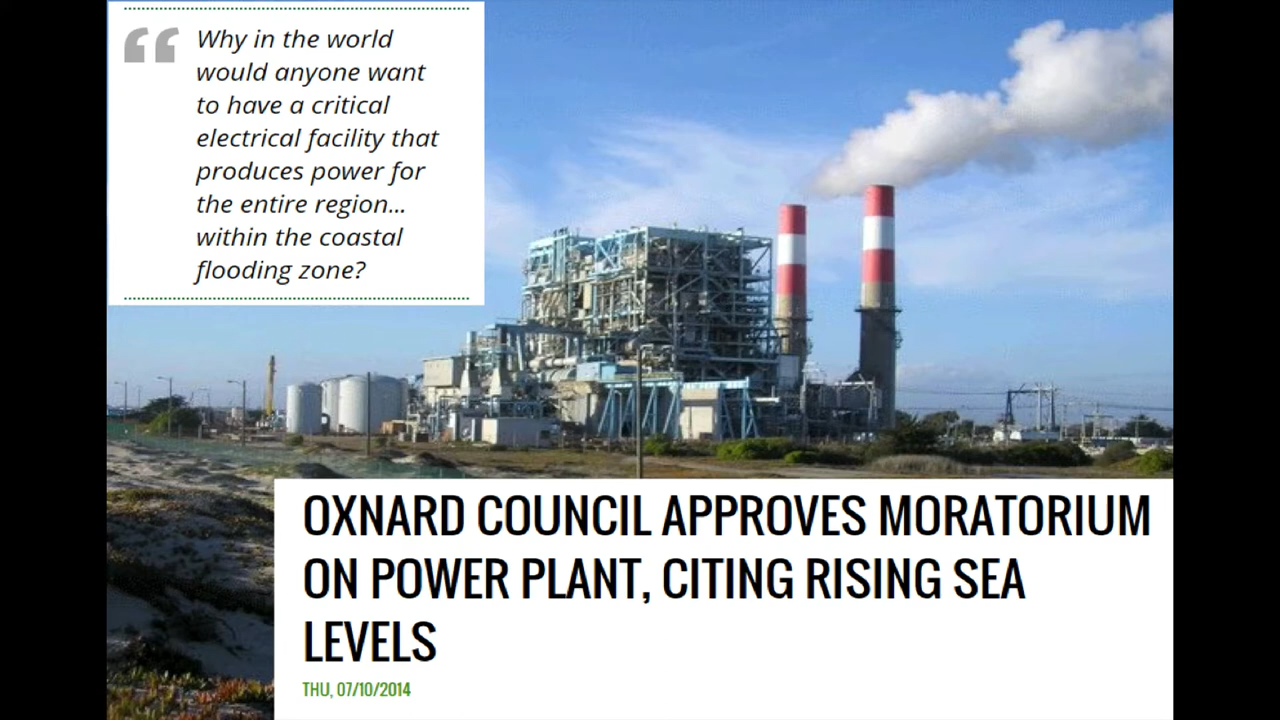 “ Why in the world
would anyone want
to have a critical
electrical facility that
produces power for
the entire region...
within the coastal
flooding zone?
OXNARD COUNCIL APPROVES MORATORIUM
ON POWER PLANT, CITING RISING SEA
LEVELS
THU, 07/10/2014